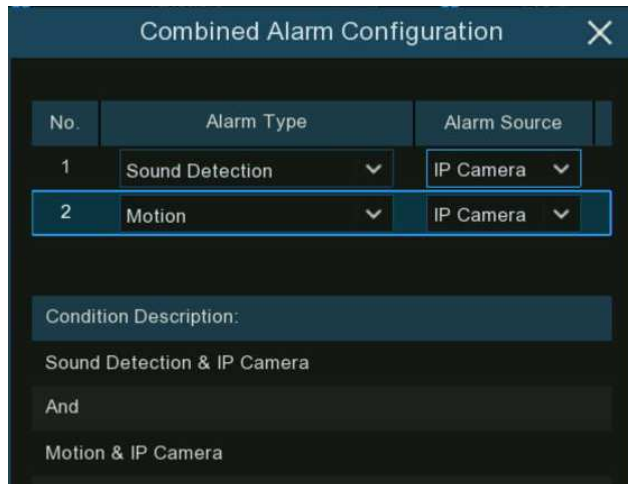 Combined Alarm Configuration
No. Alarm Type Alarm Source
1 Sound Detection IP Camera
2 Motion IP Camera
Condition Description:
Sound Detection & IP Camera
And
Motion & IP Camera